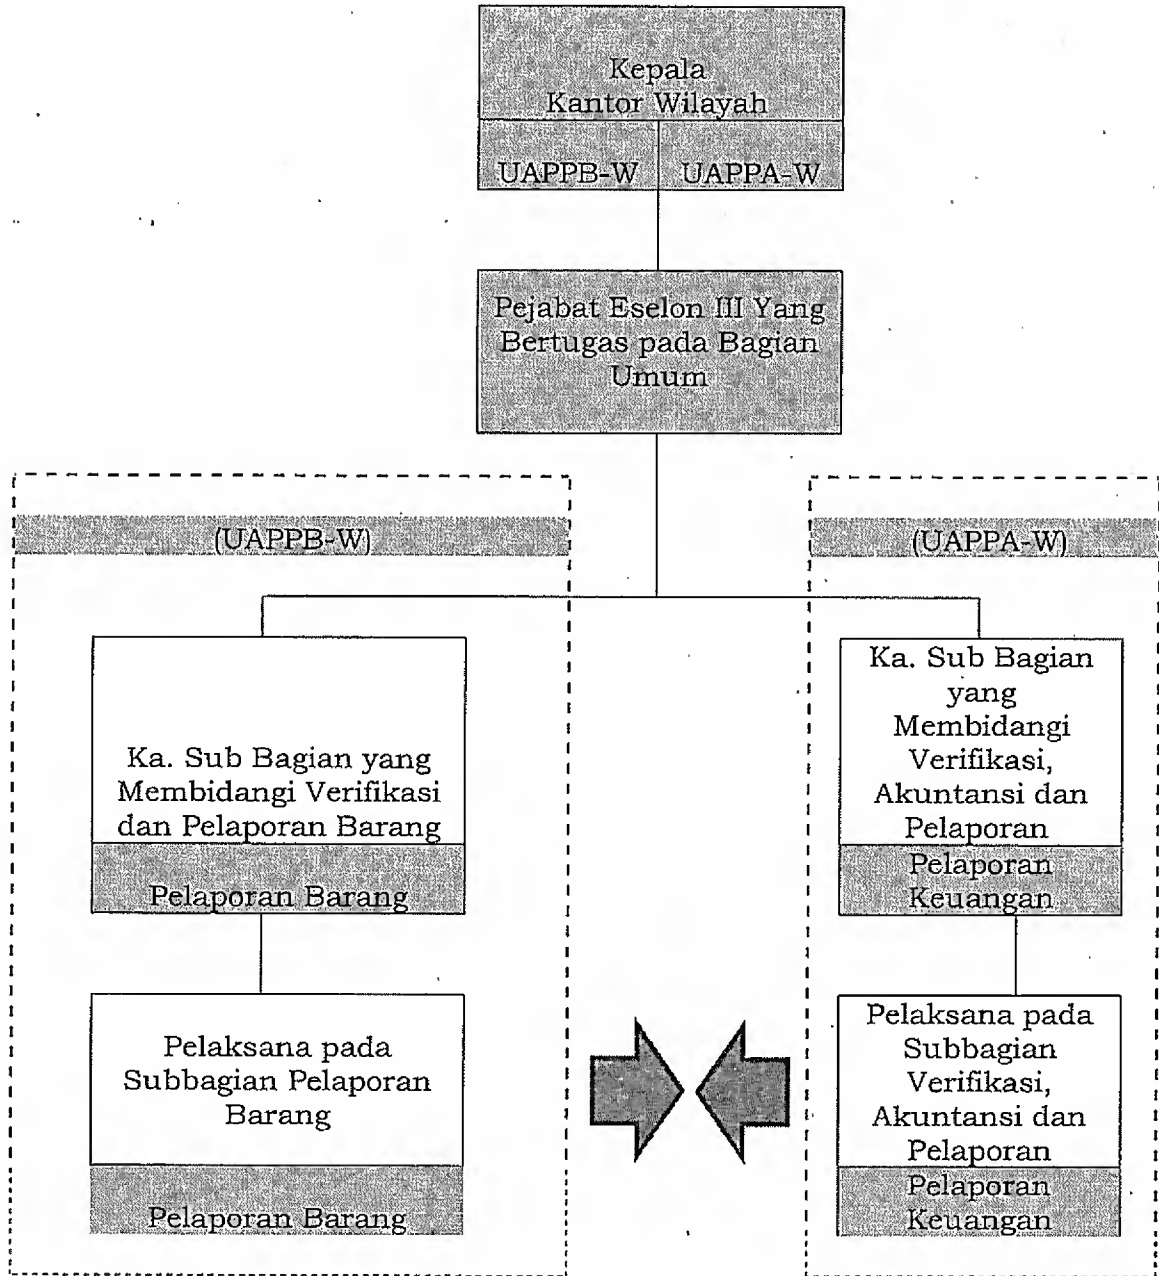 Kepala
Kantor Wilayah
UAPPB-W
UAPPA-W
Pejabat Eselon III Yang
Bertugas pada Bagian
Umum
(UAPPB-W)
Ka. Sub Bagian yang
Membidangi Verifikasi
dan Pelaporan Barang
Pelaporan Barang
Pelaksana pada
Subbagian Pelaporan
Barang
Pelaporan Barang
(UAPPA-W)
Ka. Sub Bagian
yang
Membidangi
Verifikasi,
Akuntansi dan
Pelaporan
Pelaporan
Keuangan
Pelaksana pada
Subbagian
Verifikasi,
Akuntansi dan
Pelaporan
Pelaporan
Keuangan